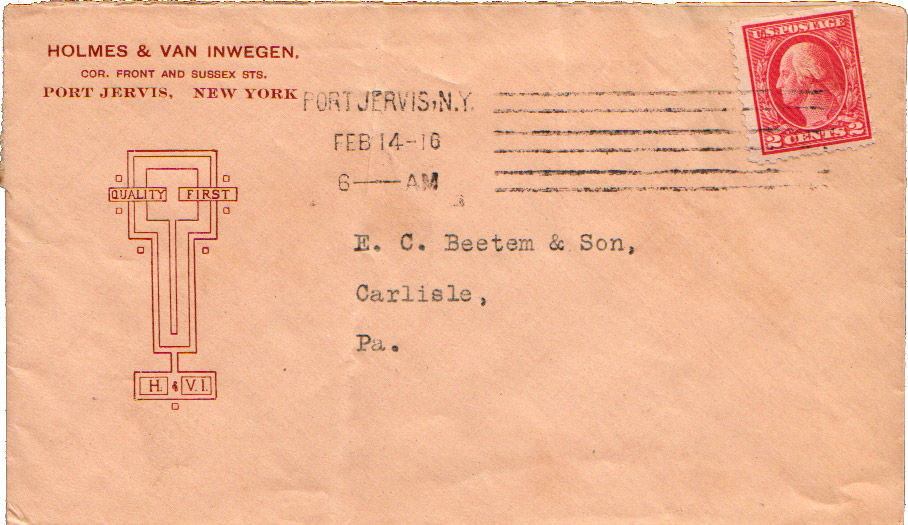 HOLMES & VAN INWEGEN,
COR. FRONT AND SUSSEX STS.
PORT JERVIS, NEW YORK
PORT JERVIS, N.Y.
FEB 14-16
6—AM
U.S. POSTAGE
2 CENTS 2
QUALITY FIRST
H. & V. I.
E. C. Beetem & Son,
Carlisle,
Pa.